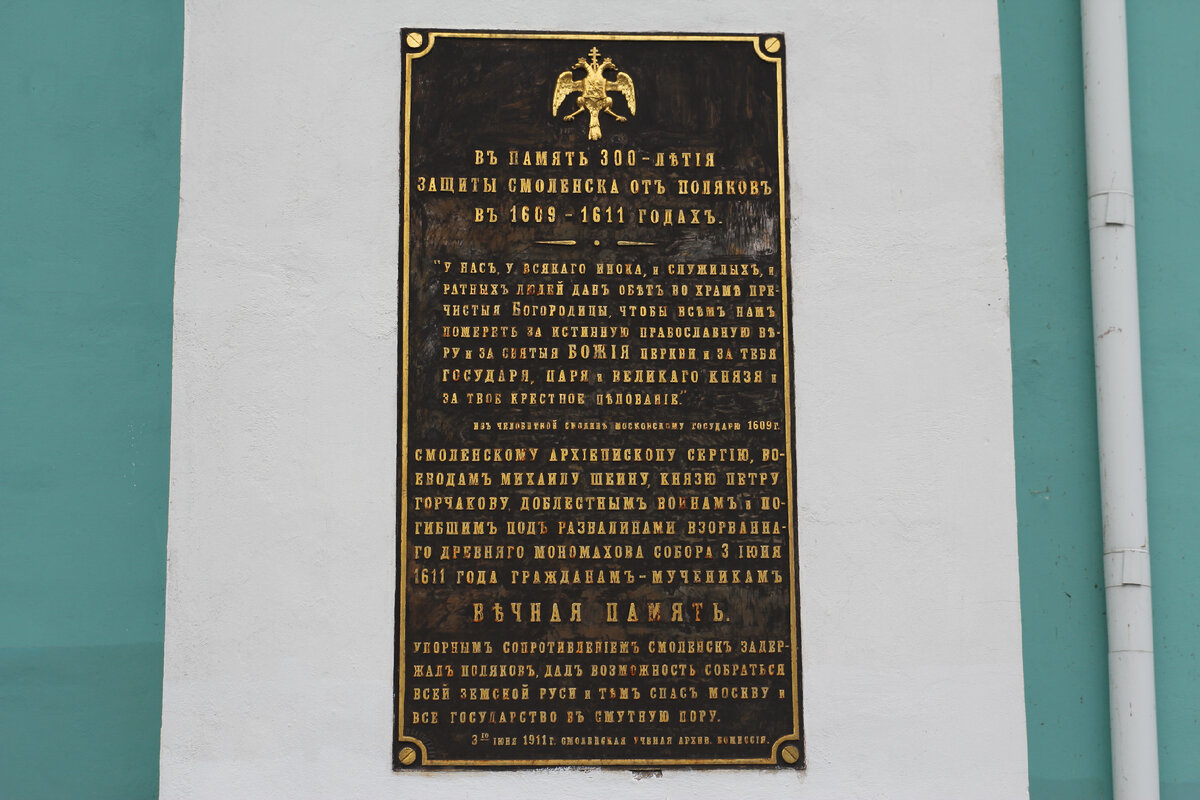 ВЪ ПАМЯТЬ 300-ЛѢТІЯ
ЗАЩИТЫ СМОЛЕНСКА ОТЪ ПОЛЯКОВЪ
ВЪ 1609-1611 ГОДАХЪ.
"У НАСЪ, У ВСЯКАГО ИНОКА, И СЛУЖИЛЫХЪ, И
РАТНЫХЪ ЛЮДЕЙ ДАНЪ ОБѢТЪ ВО ХРАМѢ ПРЕ-
ЧИСТЫЯ БОГОРОДИЦЫ, ЧТОБЫ ВСѢМЪ НАМЪ
ПОМЕРЕТЬ ЗА ИСТИННУЮ ПРАВОСЛАВНУЮ ВѢ-
РУ И ЗА СВЯТЫЯ БОЖІЯ ЦЕРКВИ И ЗА ТЕБЯ
ГОСУДАРЯ, ЦАРЯ И ВЕЛИКАГО КНЯЗЯ И
ЗА ТВОЕ КРЕСТНОЕ ЦѢЛОВАНІЕ."
ИЗЪ ЧЕЛОБИТНОЙ МОСКОВСКОМУ ГОСУДАРЮ 1609 Г.
СМОЛЕНСКОМУ АРХІЕПИСКОПУ СЕРГІЮ, ВО-
ЕВОДАМЪ МИХАИЛУ ШЕИНУ, КНЯЗЮ ПЕТРУ
ГОРЧАКОВУ, ДОБЛЕСТНЫМЪ ВОИНАМЪ И ПО-
ГИБШИМЪ ПОДЪ РАЗВАЛИНАМИ ВЗОРВАННА-
ГО ДРЕВНЯГО МОНОМАХОВА СОБОРА 3 ІЮНЯ
1611 ГОДА ГРАЖДАНАМЪ-МУЧЕНИКАМЪ
ВѢЧНАЯ ПАМЯТЬ.
УПОРНЫМЪ СОПРОТИВЛЕНІЕМЪ СМОЛЕНСКЪ ЗАДЕР-
ЖАЛЪ ПОЛЯКОВЪ, ДАЛЪ ВОЗМОЖНОСТЬ СОБРАТЬСЯ
ВСЕЙ ЗЕМСКОЙ РУСИ И ТѢМЪ СПАСЪ МОСКВУ И
ВСЕ ГОСУДАРСТВО ВЪ СМУТНУЮ ПОРУ.
3ГО ІЮНЯ 1911 Г. СМОЛЕНСКАЯ УЧЕНАЯ АРХИВ. КОМИССІЯ.